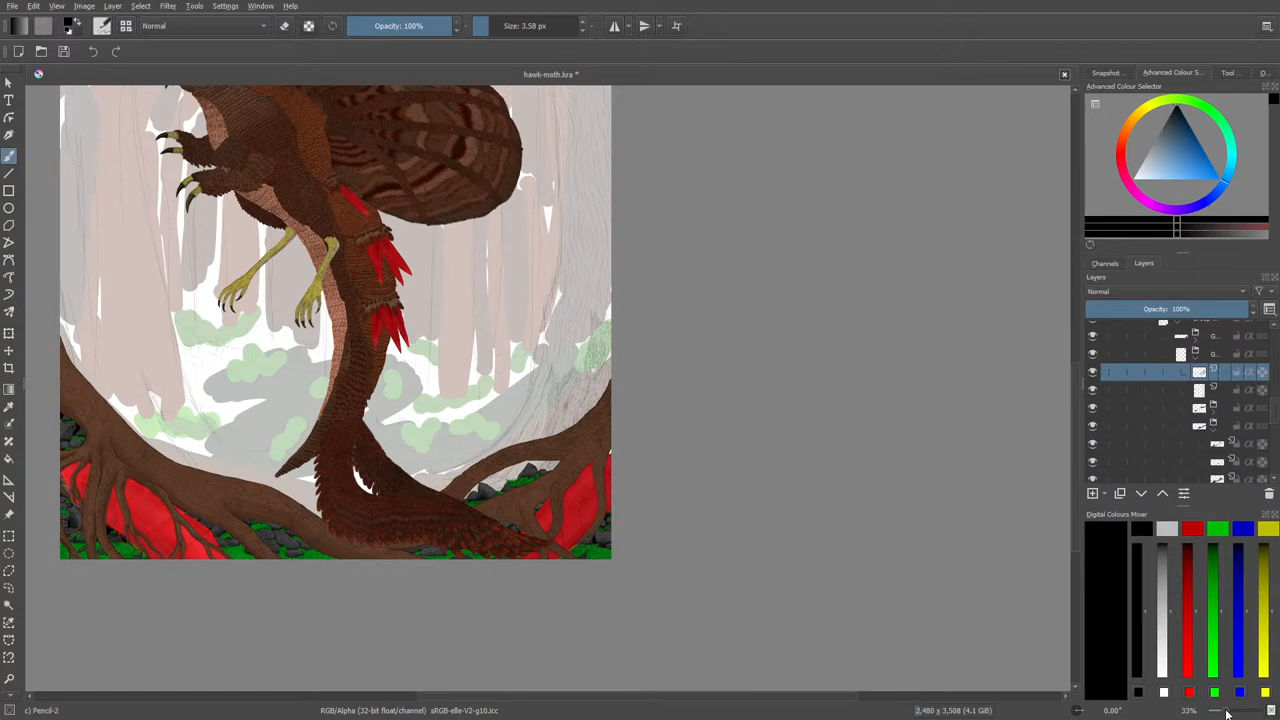 File Edit View Image Layer Select Filter Tools Settings Window Help
Normal Opacity: 100% Size: 3.58 px
hawk-moth.kra *
Snapshot ... Advanced Colour S... Tool ... O...
Advanced Colour Selector
Channels Layers
Layers
Normal
Opacity: 100%
G...
G...
Digital Colours Mixer
c) Pencil-2 RGB/Alpha (32-bit float/channel) sRGB-elle-V2-g10.icc 2,480 x 3,508 (4.1 GiB) 0.00° 33%